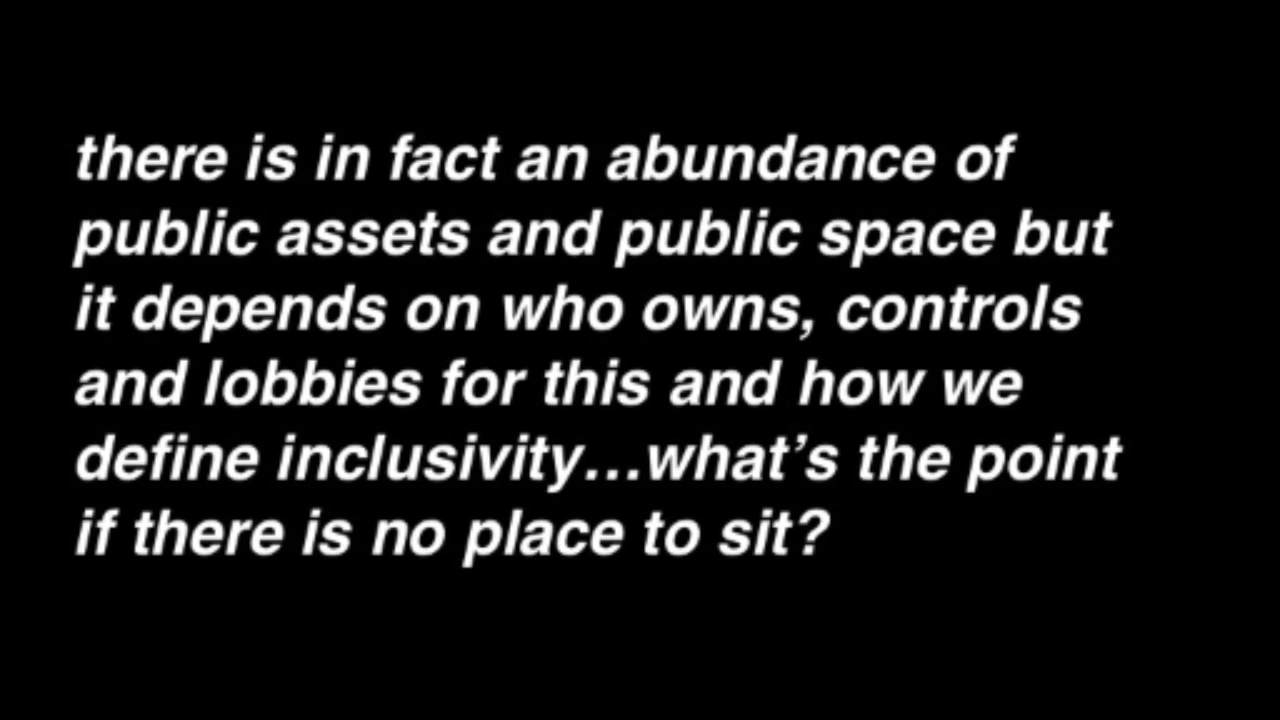 there is in fact an abundance of
public assets and public space but
it depends on who owns, controls
and lobbies for this and how we
define inclusivity...what’s the point
if there is no place to sit?